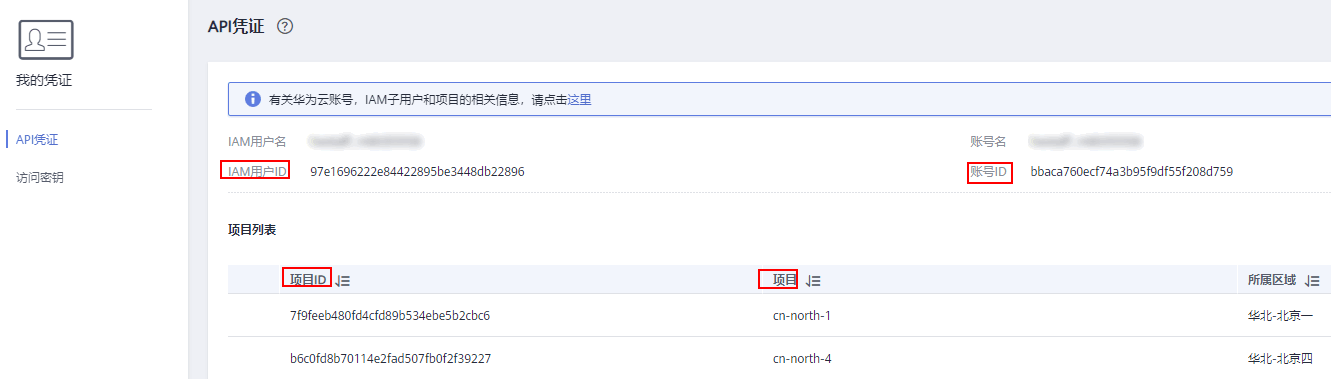 API凭证
我的凭证
API凭证
访问密钥
有关华为云账号，IAM子用户和项目的相关信息，请点击这里
IAM用户名
账号名
IAM用户ID 97e1696222e84422895be3448db22896
账号ID bbaca760ecf74a3b95f9df55f208d759
项目列表
项目ID 项目 所属区域
7f9feeb480fd4cfd89b534ebe5b2cbc6 cn-north-1 华北-北京一
b6c0fd8b70114e2fad507fb0f2f39227 cn-north-4 华北-北京四